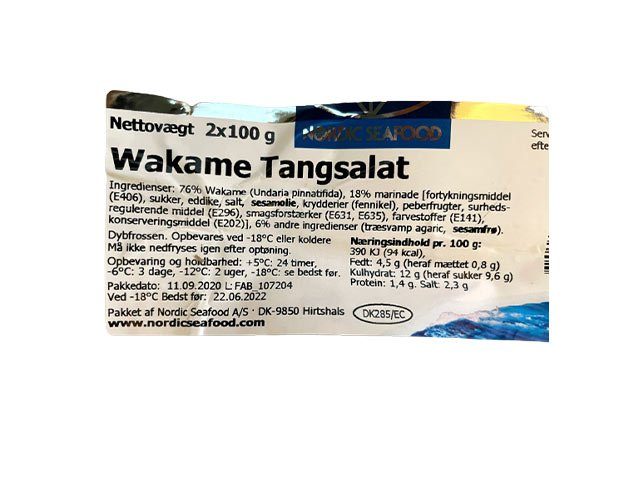 Nettovægt 2x100 g
NORDIC SEAFOOD
Serv
efte
Wakame Tangsalat
Ingredienser: 76% Wakame (Undaria pinnatifida), 18% marinade [fortykningsmiddel
(E406), sukker, eddike, salt, sesamolie, krydderier (fennikel), peberfrugter, surheds-
regulerende middel (E296), smagsforstærker (E631, E635), farvestoffer (E141),
konserveringsmiddel (E202)], 6% andre ingredienser (træsvamp agaric, sesamfrø).
Dybfrossen. Opbevares ved -18°C eller koldere
Må ikke nedfryses igen efter optøning.
Opbevaring og holdbarhed: +5°C: 24 timer,
-6°C: 3 dage, -12°C: 2 uger, -18°C: se bedst før.
Pakkedato: 11.09.2020 L: FAB_107204
Ved -18°C Bedst før: 22.06.2022
Næringsindhold pr. 100 g:
390 KJ (94 kcal),
Fedt: 4,5 g (heraf mættet 0,8 g)
Kulhydrat: 12 g (heraf sukker 9,6 g)
Protein: 1,4 g. Salt: 2,3 g
Pakket af Nordic Seafood A/S · DK-9850 Hirtshals
DK285/EC
www.nordicseafood.com